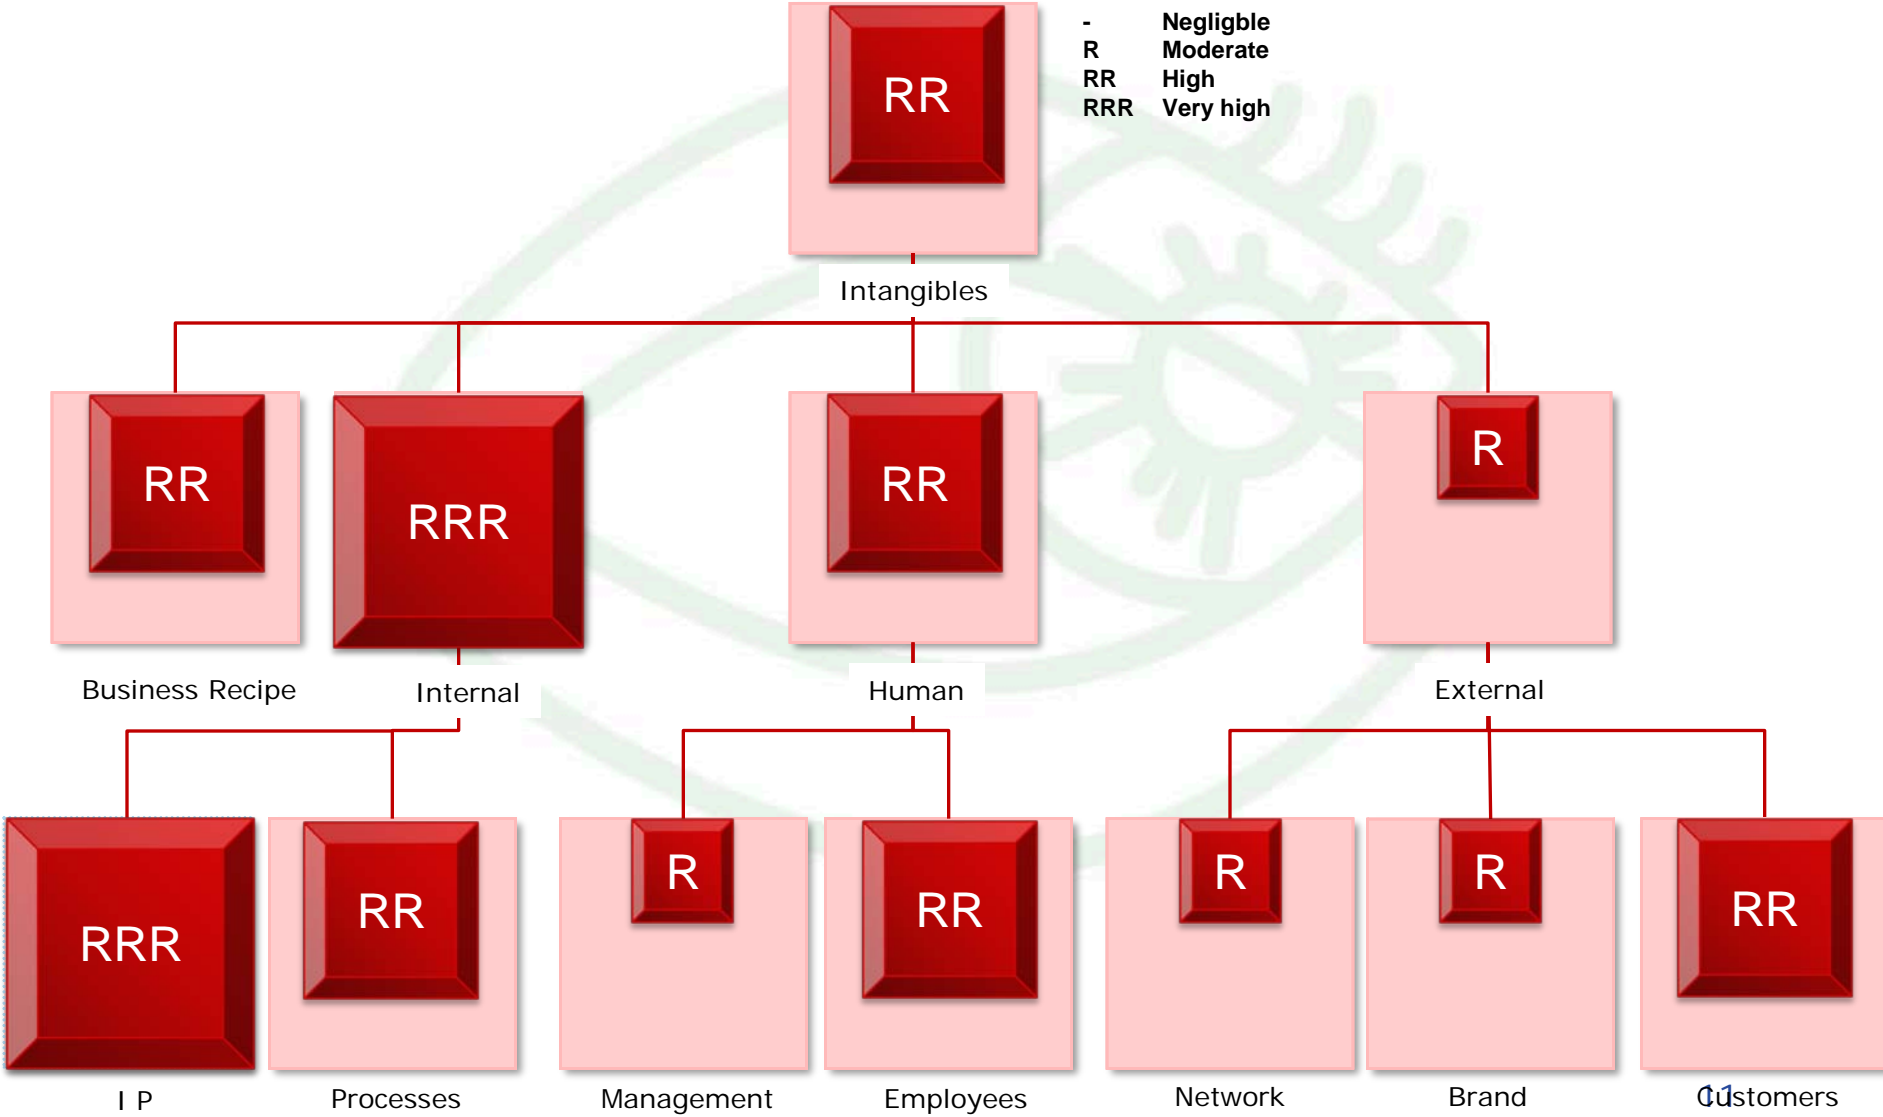 - Negligble
R Moderate
RR High
RRR Very high
RR
Intangibles
RR
RRR
RR
R
Business Recipe
Internal
Human
External
RRR
RR
R
RR
R
R
RR
I P
Processes
Management
Employees
Network
Brand
Customers
11